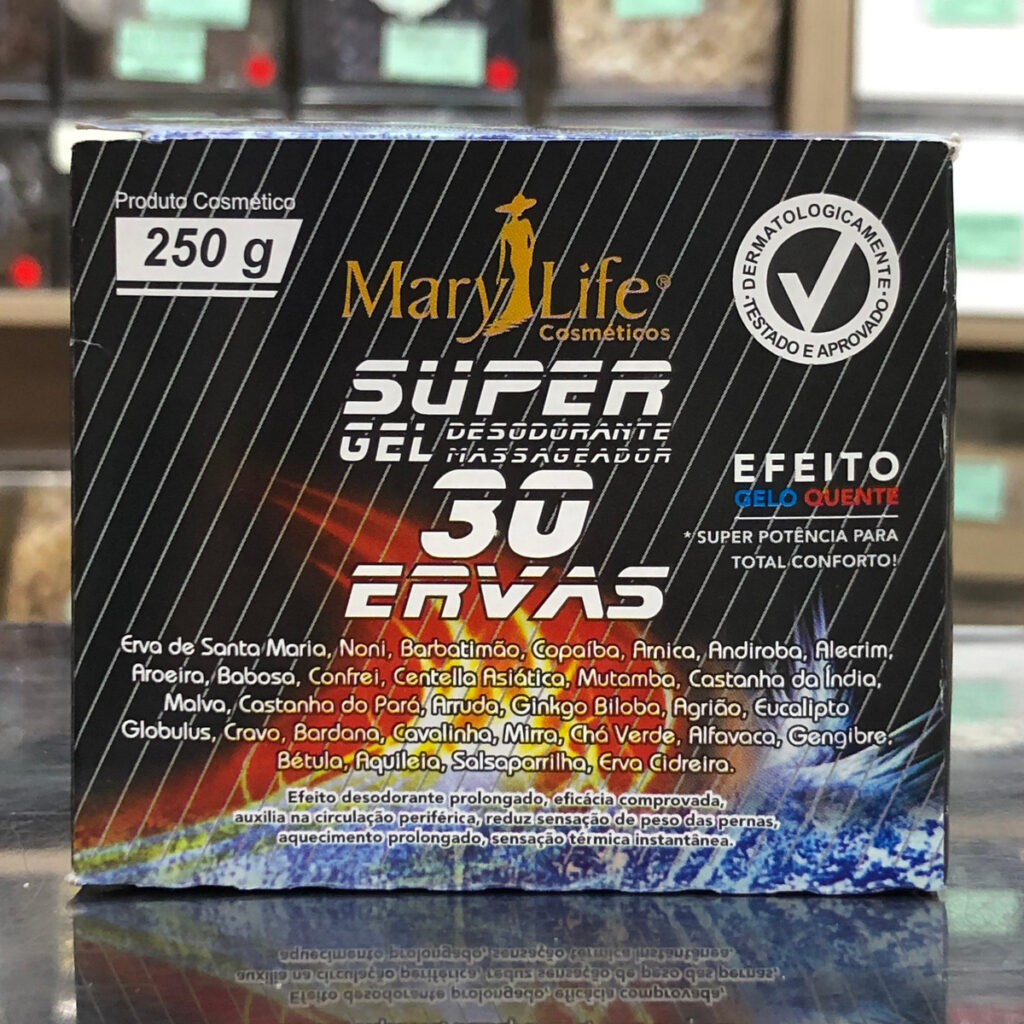 Produto Cosmético
250 g
Mary Life®
Cosméticos
DERMATOLOGICAMENTE
TESTADO E APROVADO
SUPER
GEL DESODORANTE
MASSAGEADOR
30
ERVAS
EFEITO
GELO QUENTE
* SUPER POTÊNCIA PARA
TOTAL CONFORTO!
Erva de Santa Maria, Noni, Barbatimão, Copaíba, Arnica, Andiroba, Alecrim,
Aroeira, Babosa, Confrei, Centella Asiática, Mutamba, Castanha da Índia,
Malva, Castanha do Pará, Arruda, Ginkgo Biloba, Agrião, Eucalipto
Globulus, Cravo, Bardana, Cavalinha, Mirra, Chá Verde, Alfavaca, Gengibre,
Bétula, Aquileia, Salsaparrilha, Erva Cidreira.
Efeito desodorante prolongado, eficácia comprovada,
auxilia na circulação periférica, reduz sensação de peso das pernas,
aquecimento prolongado, sensação térmica instantânea.